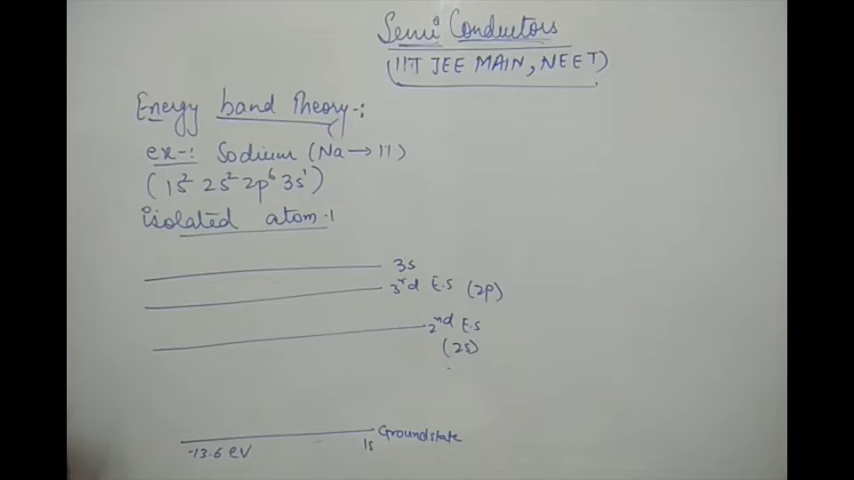 Semi Conductors
(IIT JEE MAIN, NEET)
Energy band Theory-:
ex-: Sodium (Na → 11)
(1s² 2s² 2p⁶ 3s¹)
isolated atom-1
3s
3rd E.S (2p)
2nd E.S
(2s)
Groundstate
-13.6 eV
1s